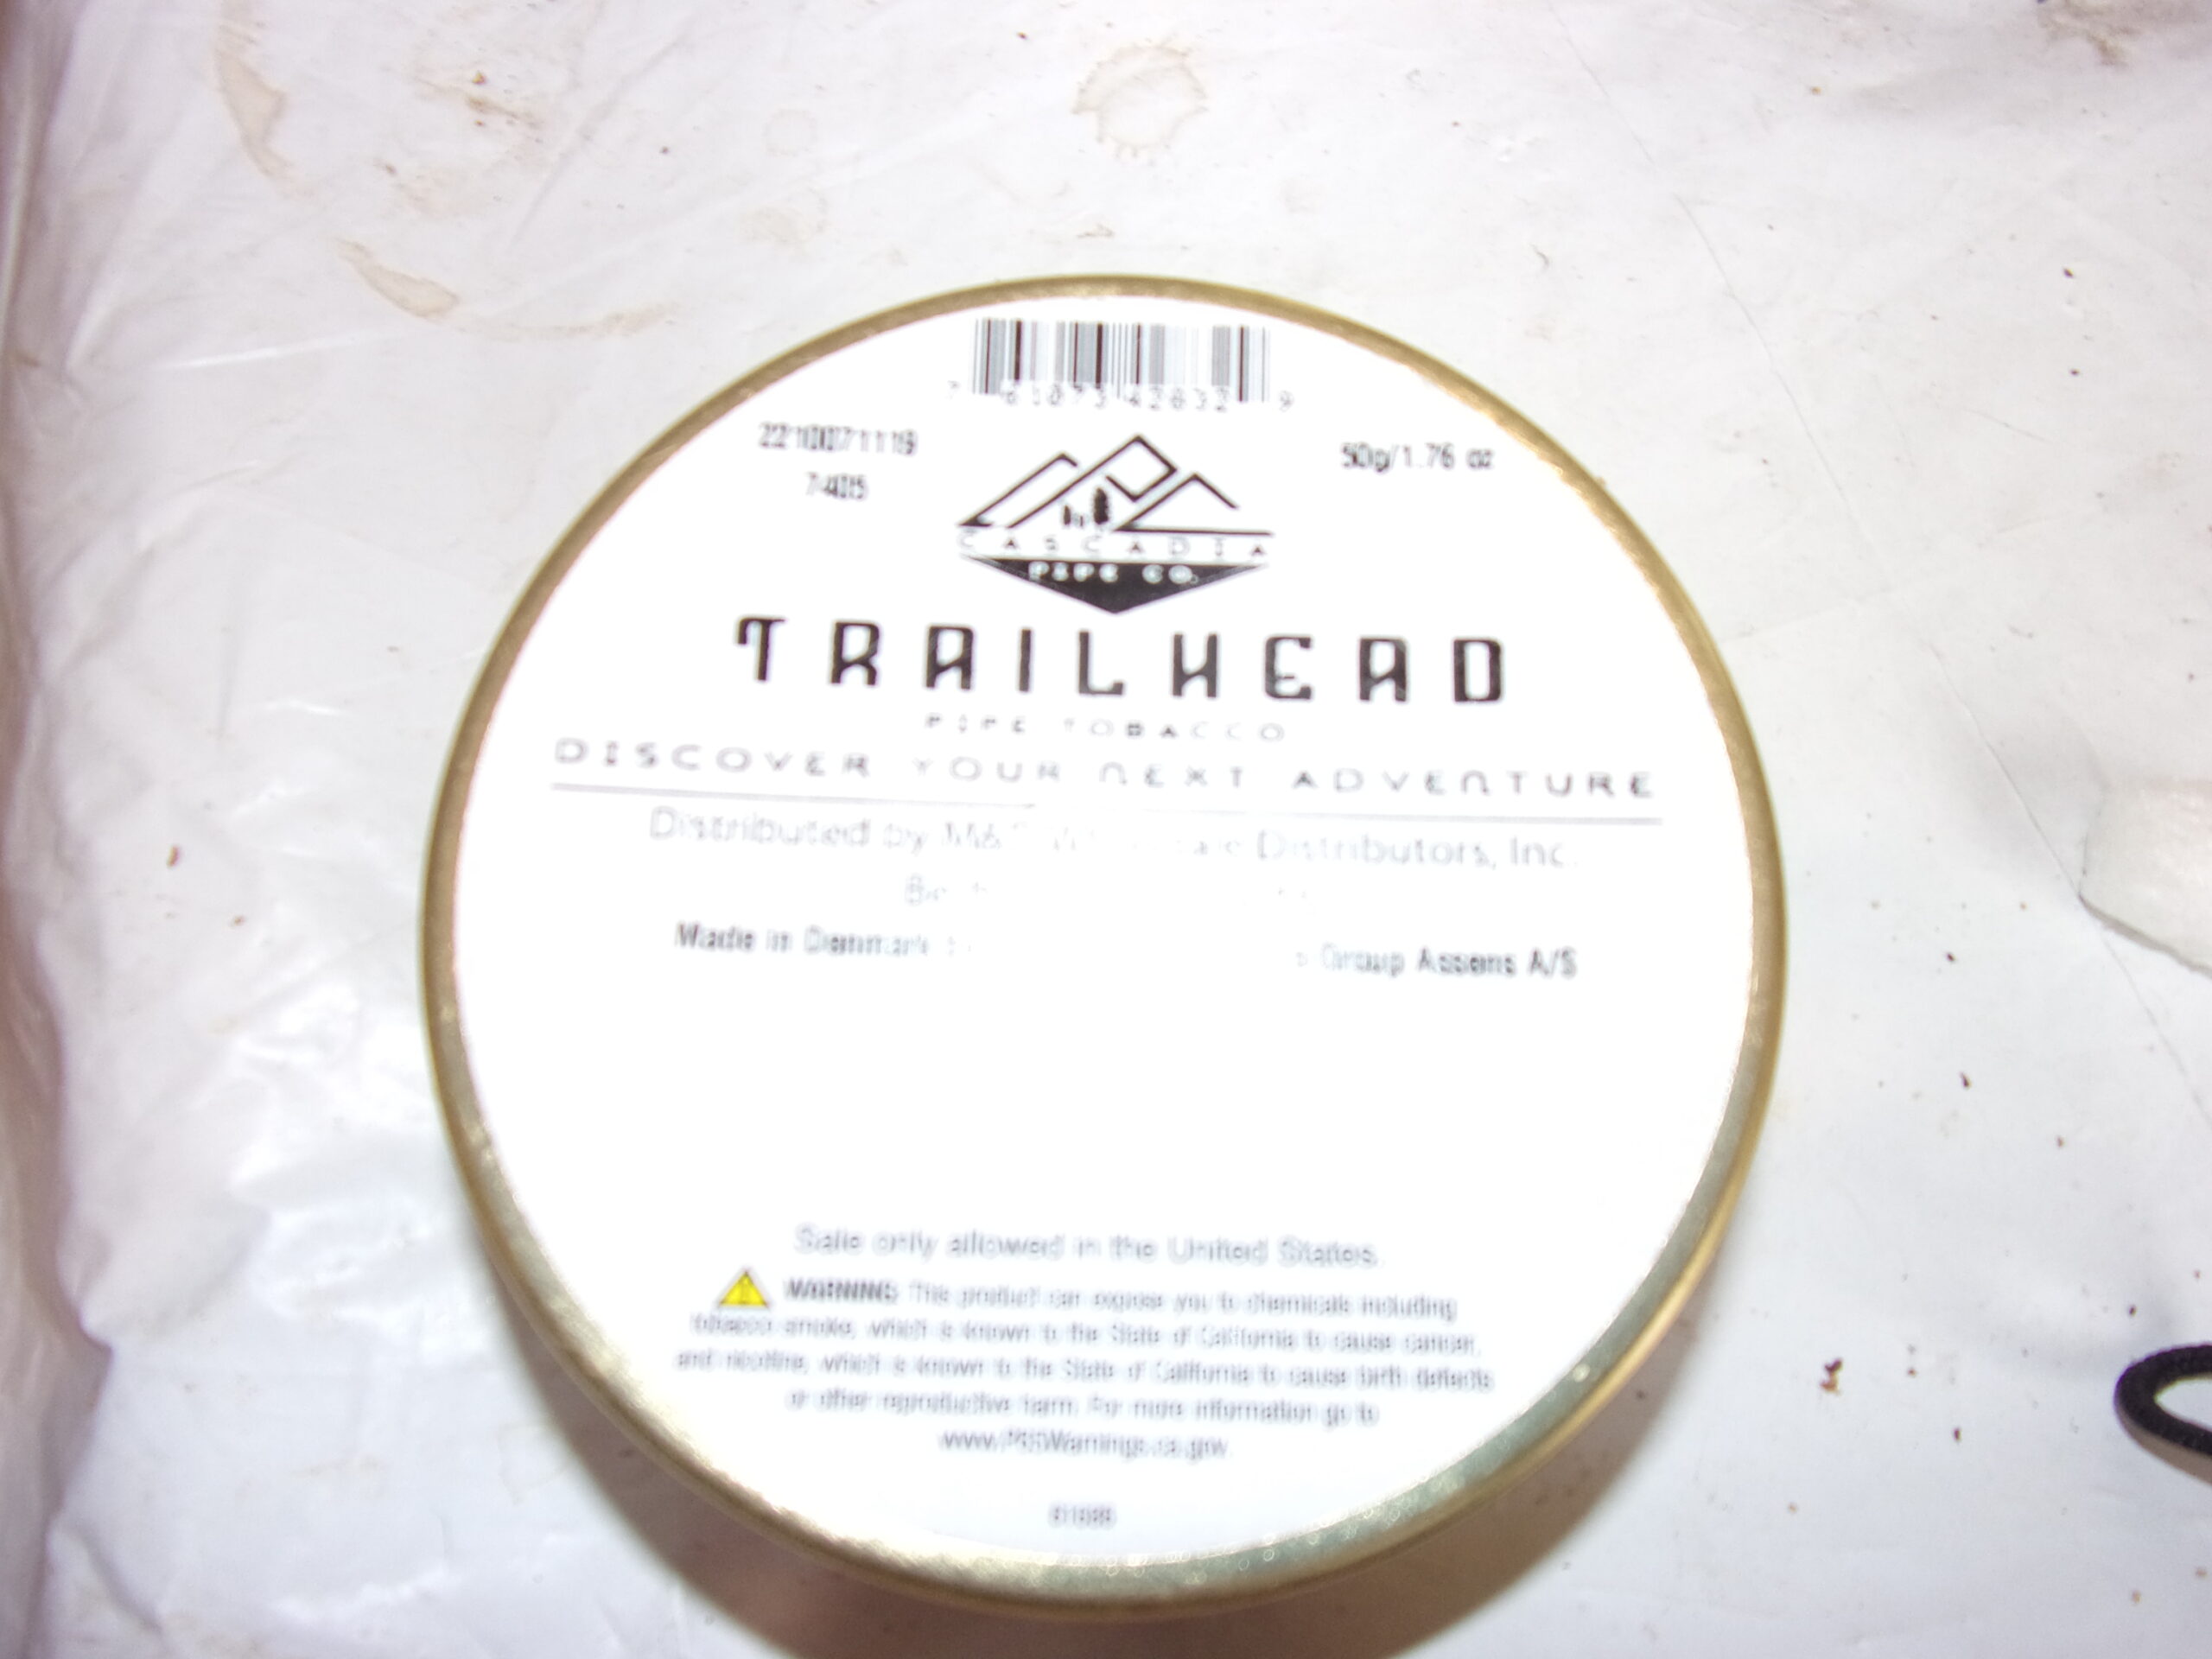 7 61073 42832 9
50g/1.76 oz
7405
CASCADIA
PIPE CO.
TRAILHEAD
PIPE TOBACCO
DISCOVER YOUR NEXT ADVENTURE
Distributed by Distributors, Inc.
Made in Denmark Group Assens A/S
Sale only allowed in the United States.
WARNING: This product can expose you to chemicals including
tobacco smoke, which is known to the State of California to cause cancer,
and nicotine, which is known to the State of California to cause birth defects
or other reproductive harm. For more information go to
www.P65Warnings.ca.gov